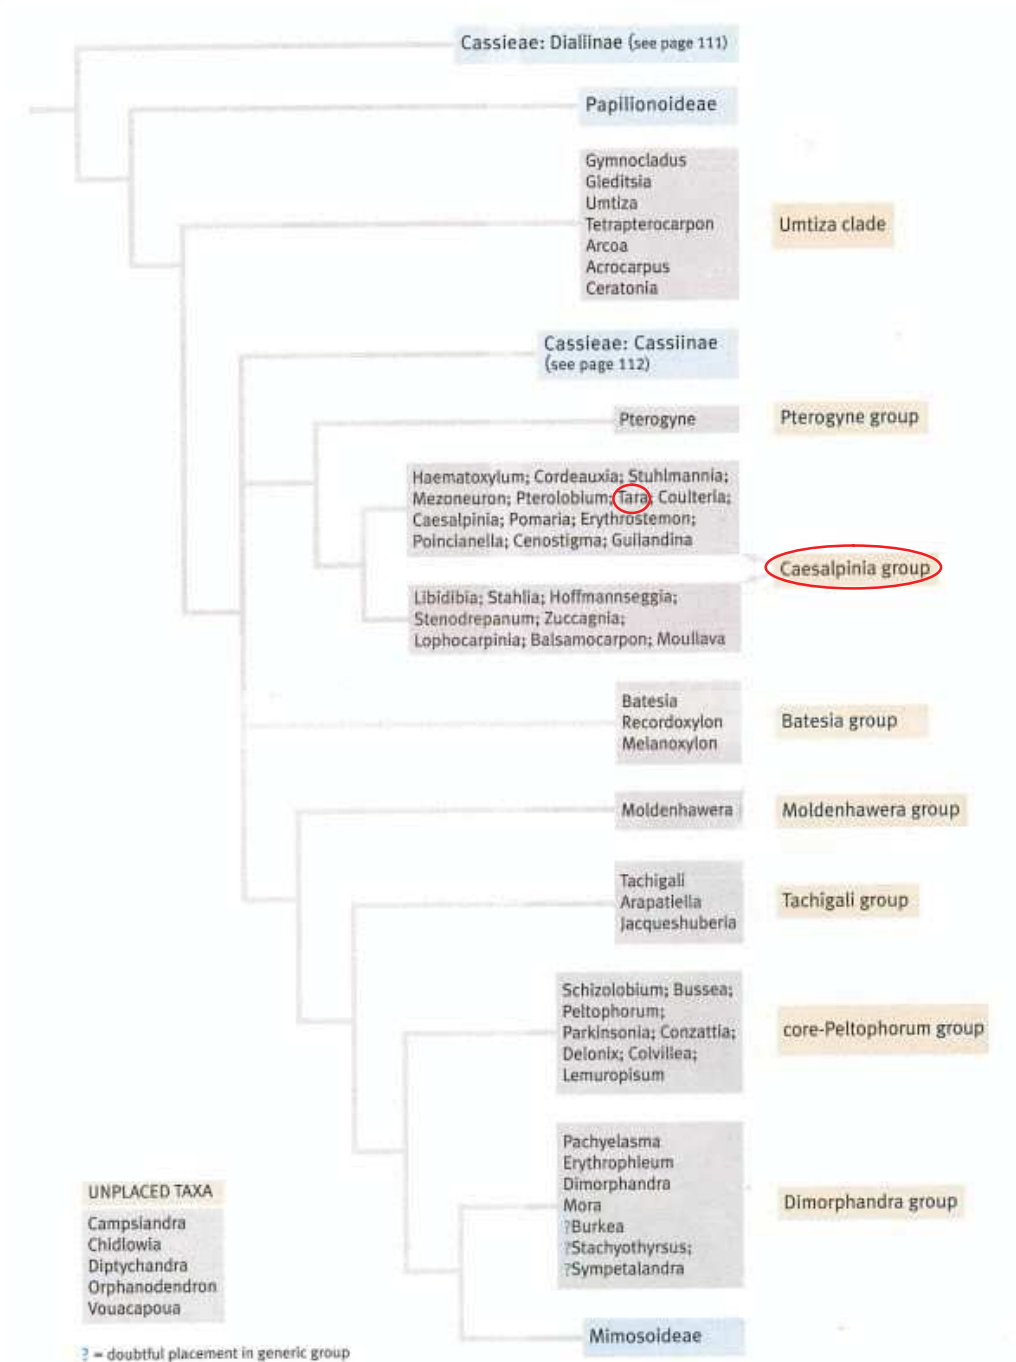 Cassieae: Dialiinae (see page 111)
Papilionoideae
Gymnocladus
Gleditsia
Umtiza
Tetrapterocarpon
Arcoa
Acrocarpus
Ceratonia
Umtiza clade
Cassieae: Cassiinae
(see page 112)
Pterogyne
Pterogyne group
Haematoxylum; Cordeauxia; Stuhlmannia;
Mezoneuron; Pterolobium; Tara; Coulteria;
Caesalpinia; Pomaria; Erythrostemon;
Poincianella; Cenostigma; Guilandina
Caesalpinia group
Libidibia; Stahlia; Hoffmannseggia;
Stenodrepanum; Zuccagnia;
Lophocarpinia; Balsamocarpon; Moullava
Batesia
Recordoxylon
Melanoxylon
Batesia group
Moldenhawera
Moldenhawera group
Tachigali
Arapatiella
Jacqueshuberia
Tachigali group
Schizolobium; Bussea;
Peltophorum;
Parkinsonia; Conzattia;
Delonix; Colvillea;
Lemuropisum
core-Peltophorum group
Pachyelasma
Erythrophleum
Dimorphandra
Mora
?Burkea
?Stachyothyrsus;
?Sympetalandra
Dimorphandra group
Mimosoideae
UNPLACED TAXA
Campsiandra
Chidlowia
Diptychandra
Orphanodendron
Vouacapoua
? = doubtful placement in generic group